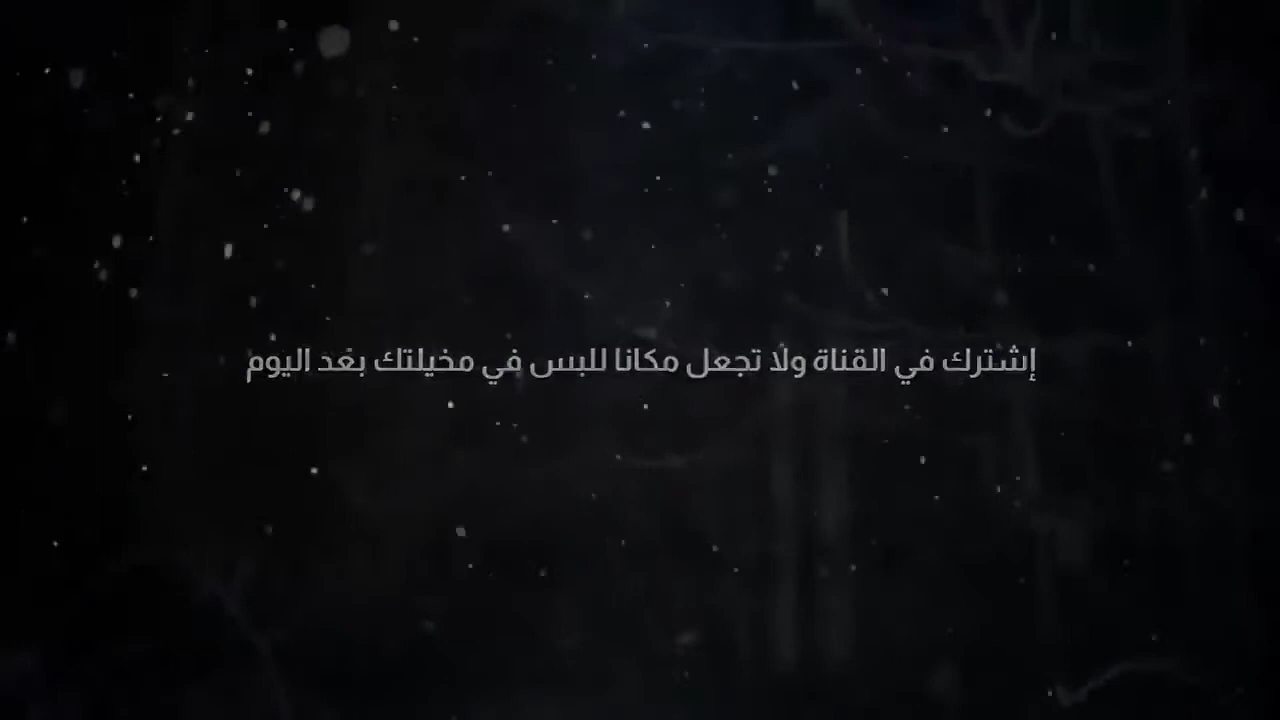 إشترك في القناة ولا تجعل مكانا للبس في مخيلتك بعد اليوم